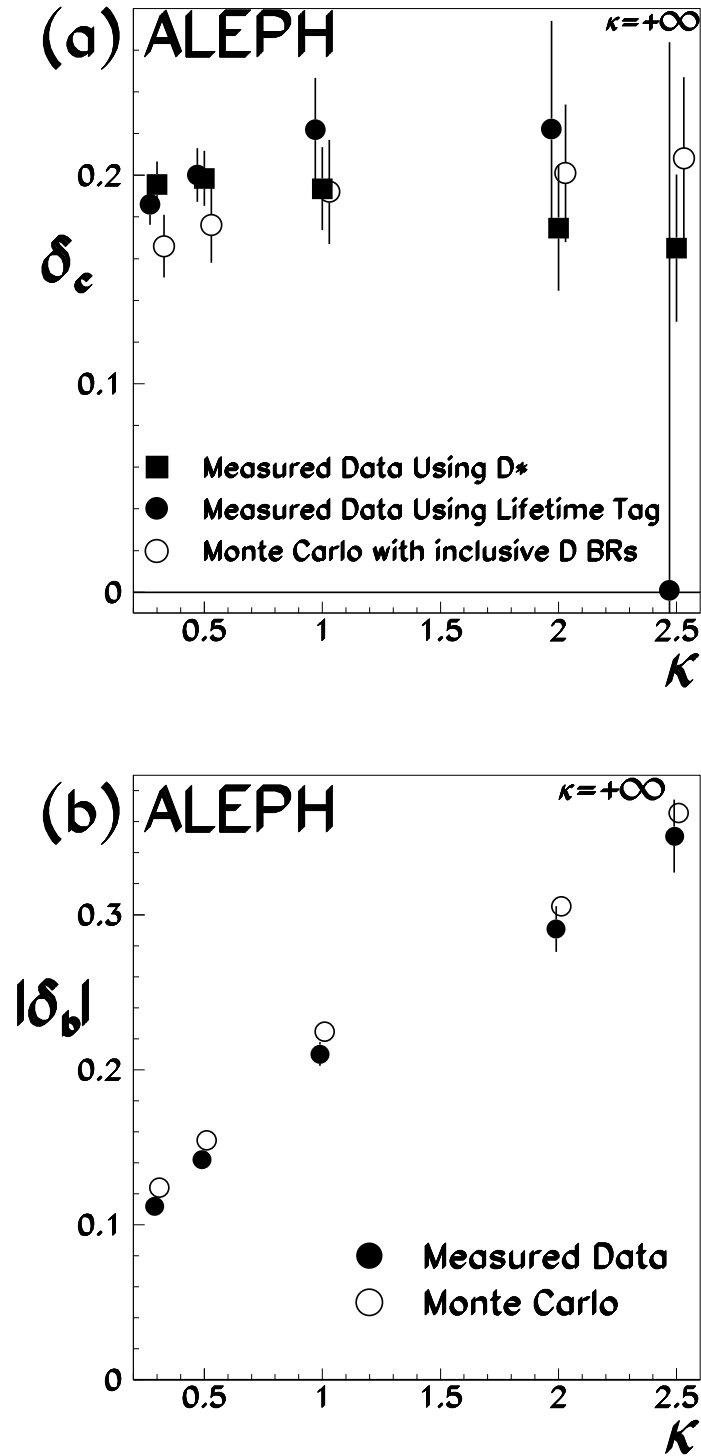 (a) ALEPH
κ=+∞
0.2
δc
0.1
Measured Data Using D*
Measured Data Using Lifetime Tag
Monte Carlo with inclusive D BRs
0
0.5 1 1.5 2 2.5
κ
(b) ALEPH
κ=+∞
0.3
|δb|
0.2
0.1
Measured Data
Monte Carlo
0
0.5 1 1.5 2 2.5
κ